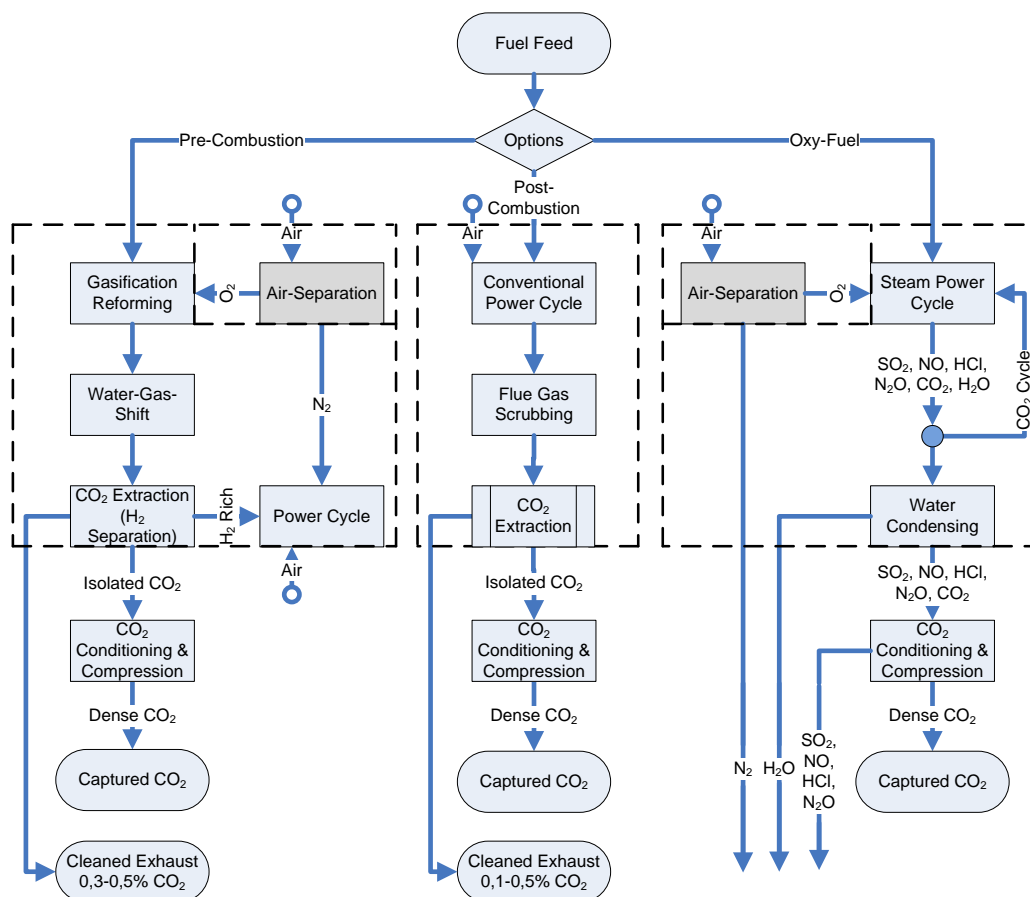 Fuel Feed
Options
Pre-Combustion
Post-
Combustion
Oxy-Fuel
Air
Gasification
Reforming
O₂
Air-Separation
Water-Gas-
Shift
N₂
CO₂ Extraction
(H₂
Separation)
H₂ Rich
Power Cycle
Air
Isolated CO₂
CO₂
Conditioning &
Compression
Dense CO₂
Captured CO₂
Cleaned Exhaust
0,3-0,5% CO₂
Air
Conventional
Power Cycle
Flue Gas
Scrubbing
CO₂
Extraction
Isolated CO₂
CO₂
Conditioning &
Compression
Dense CO₂
Captured CO₂
Cleaned Exhaust
0,1-0,5% CO₂
Air
Air-Separation
O₂
Steam Power
Cycle
SO₂, NO, HCl,
N₂O, CO₂, H₂O
CO₂ Cycle
Water
Condensing
SO₂, NO, HCl,
N₂O, CO₂
CO₂
Conditioning &
Compression
Dense CO₂
Captured CO₂
N₂
H₂O
SO₂,
NO,
HCl,
N₂O